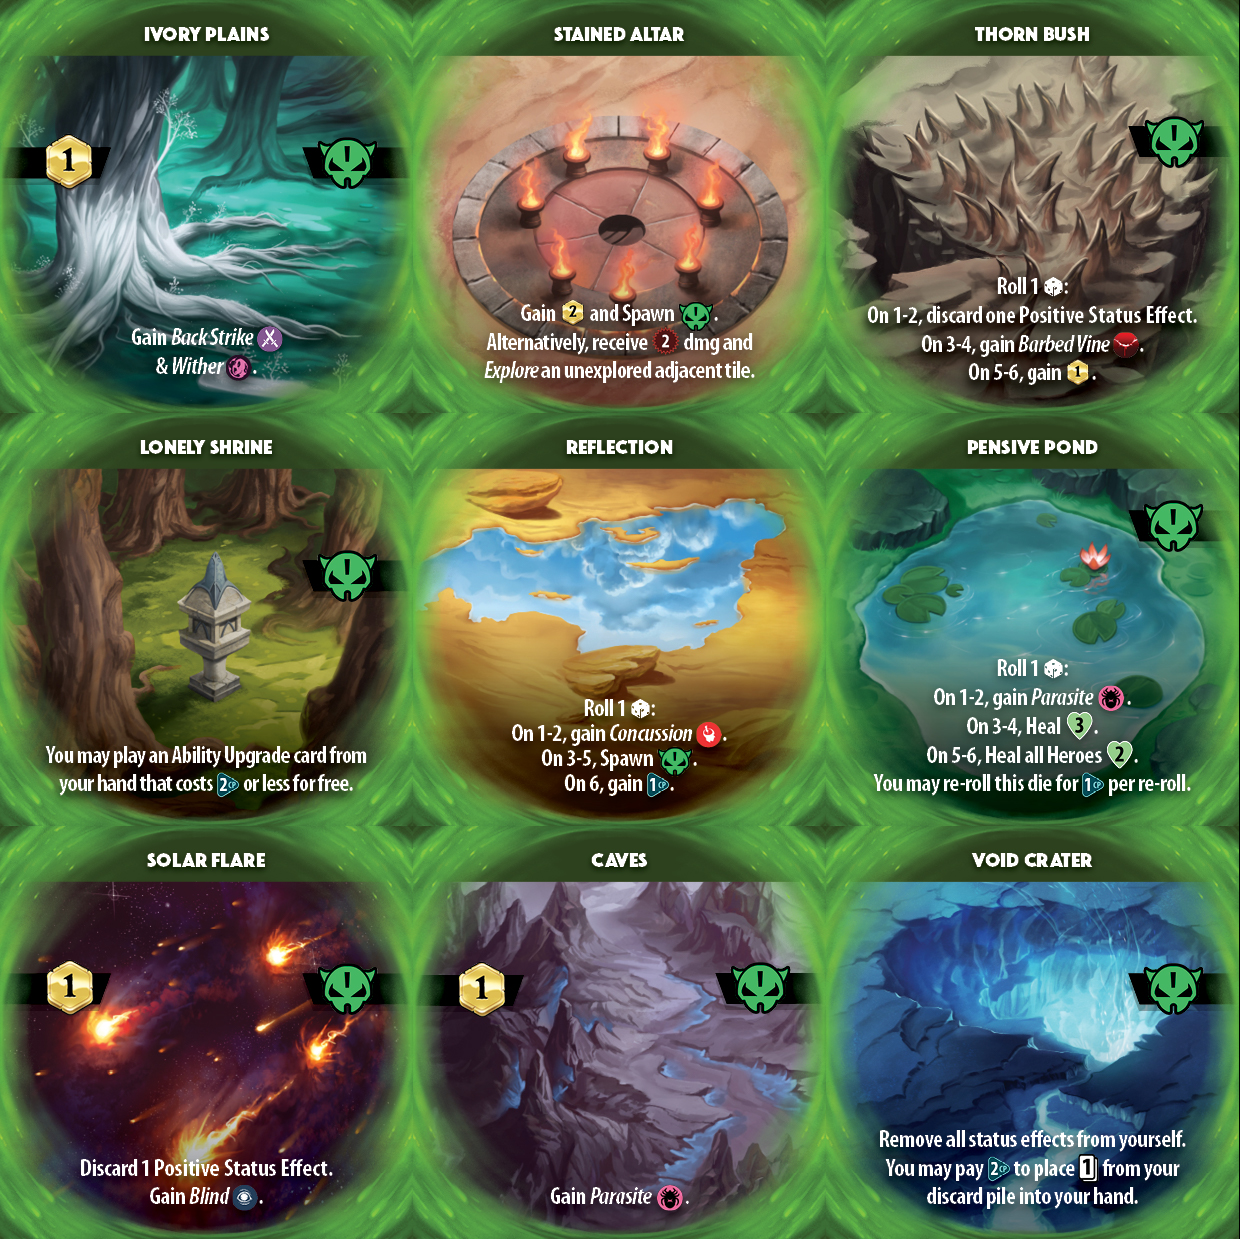 IVORY PLAINS
1
Gain Back Strike
& Wither .
STAINED ALTAR
Gain 2 and Spawn .
Alternatively, receive 2 dmg and
Explore an unexplored adjacent tile.
THORN BUSH
Roll 1 :
On 1-2, discard one Positive Status Effect.
On 3-4, gain Barbed Vine .
On 5-6, gain 1 .
LONELY SHRINE
You may play an Ability Upgrade card from
your hand that costs 2CP or less for free.
REFLECTION
Roll 1 :
On 1-2, gain Concussion .
On 3-5, Spawn .
On 6, gain 1CP .
PENSIVE POND
Roll 1 :
On 1-2, gain Parasite .
On 3-4, Heal 3 .
On 5-6, Heal all Heroes 2 .
You may re-roll this die for 1CP per re-roll.
SOLAR FLARE
1
Discard 1 Positive Status Effect.
Gain Blind .
CAVES
1
Gain Parasite .
VOID CRATER
Remove all status effects from yourself.
You may pay 2CP to place 1 from your
discard pile into your hand.